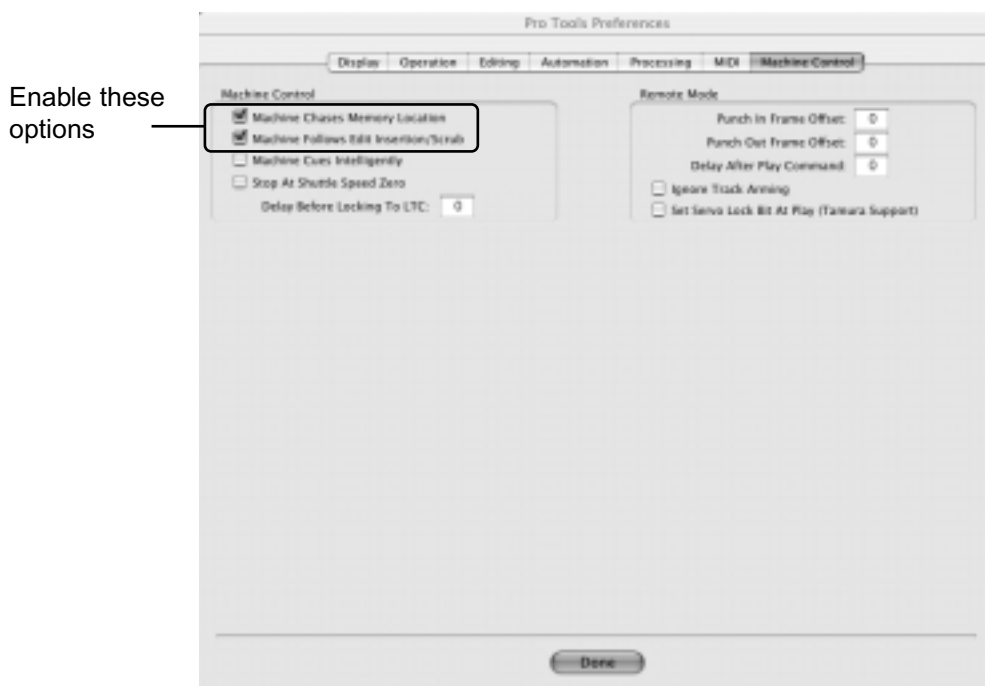 Pro Tools Preferences
Display Operation Editing Automation Processing MIDI Machine Control
Enable these
options
Machine Control
Machine Chases Memory Location
Machine Follows Edit Insertion/Scrub
Machine Cues Intelligently
Stop At Shuttle Speed Zero
Delay Before Locking To LTC: 0
Remote Mode
Punch In Frame Offset: 0
Punch Out Frame Offset: 0
Delay After Play Command: 0
Ignore Track Arming
Set Servo Lock Bit At Play (Tamura Support)
Done